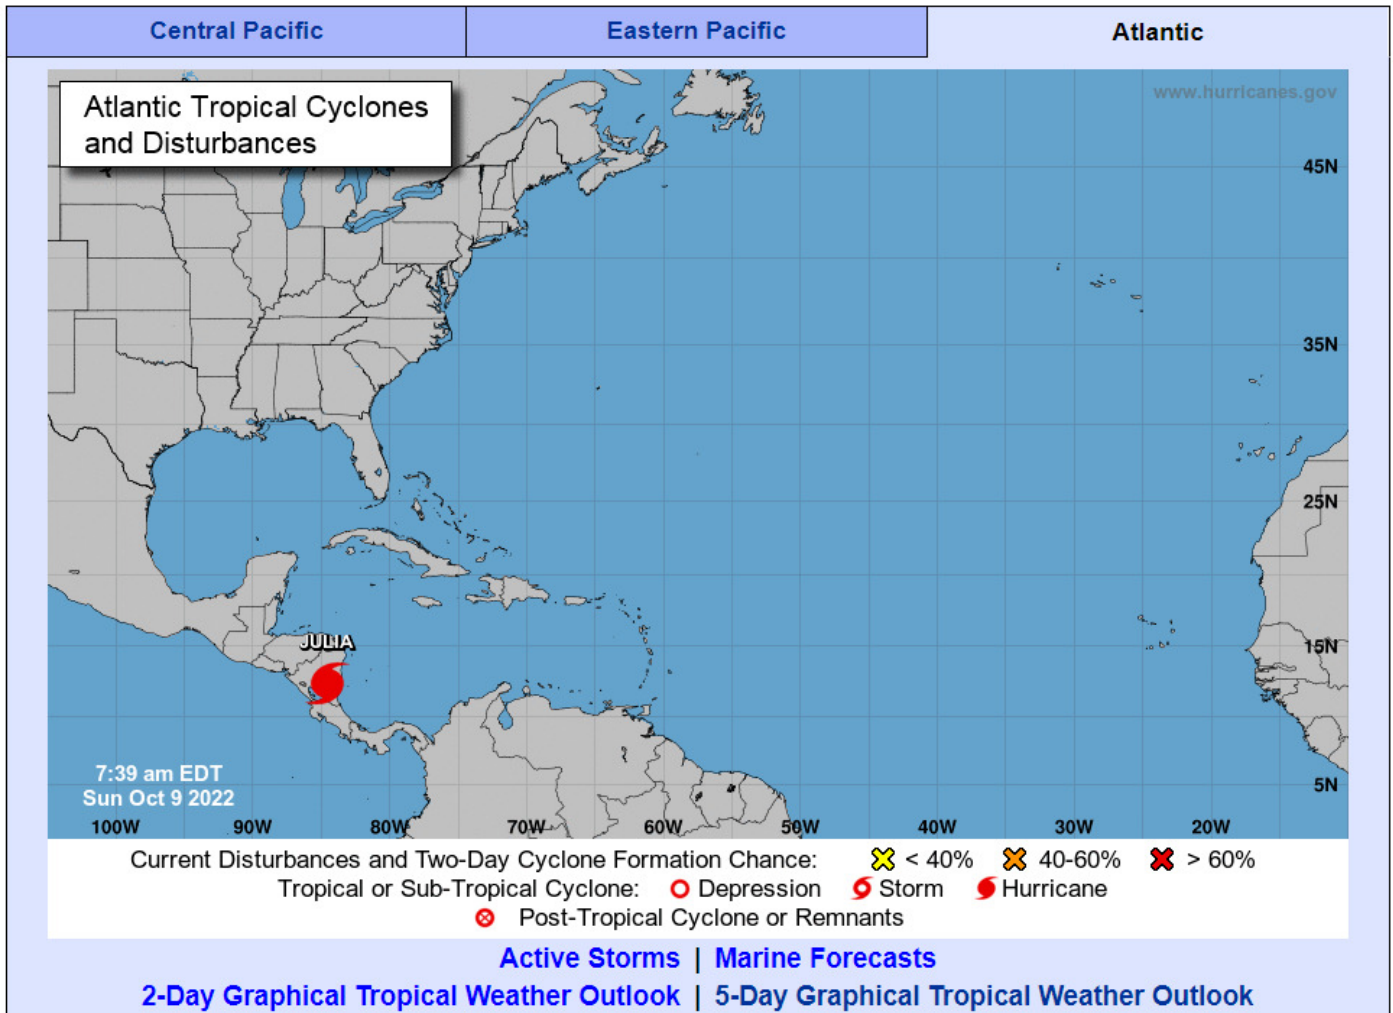 Central Pacific
Eastern Pacific
Atlantic
Atlantic Tropical Cyclones
and Disturbances
www.hurricanes.gov
45N
35N
25N
15N
5N
JULIA
7:39 am EDT
Sun Oct 9 2022
100W 90W 80W 70W 60W 50W 40W 30W 20W
Current Disturbances and Two-Day Cyclone Formation Chance: < 40% 40-60% > 60%
Tropical or Sub-Tropical Cyclone: Depression Storm Hurricane
Post-Tropical Cyclone or Remnants
Active Storms | Marine Forecasts
2-Day Graphical Tropical Weather Outlook | 5-Day Graphical Tropical Weather Outlook